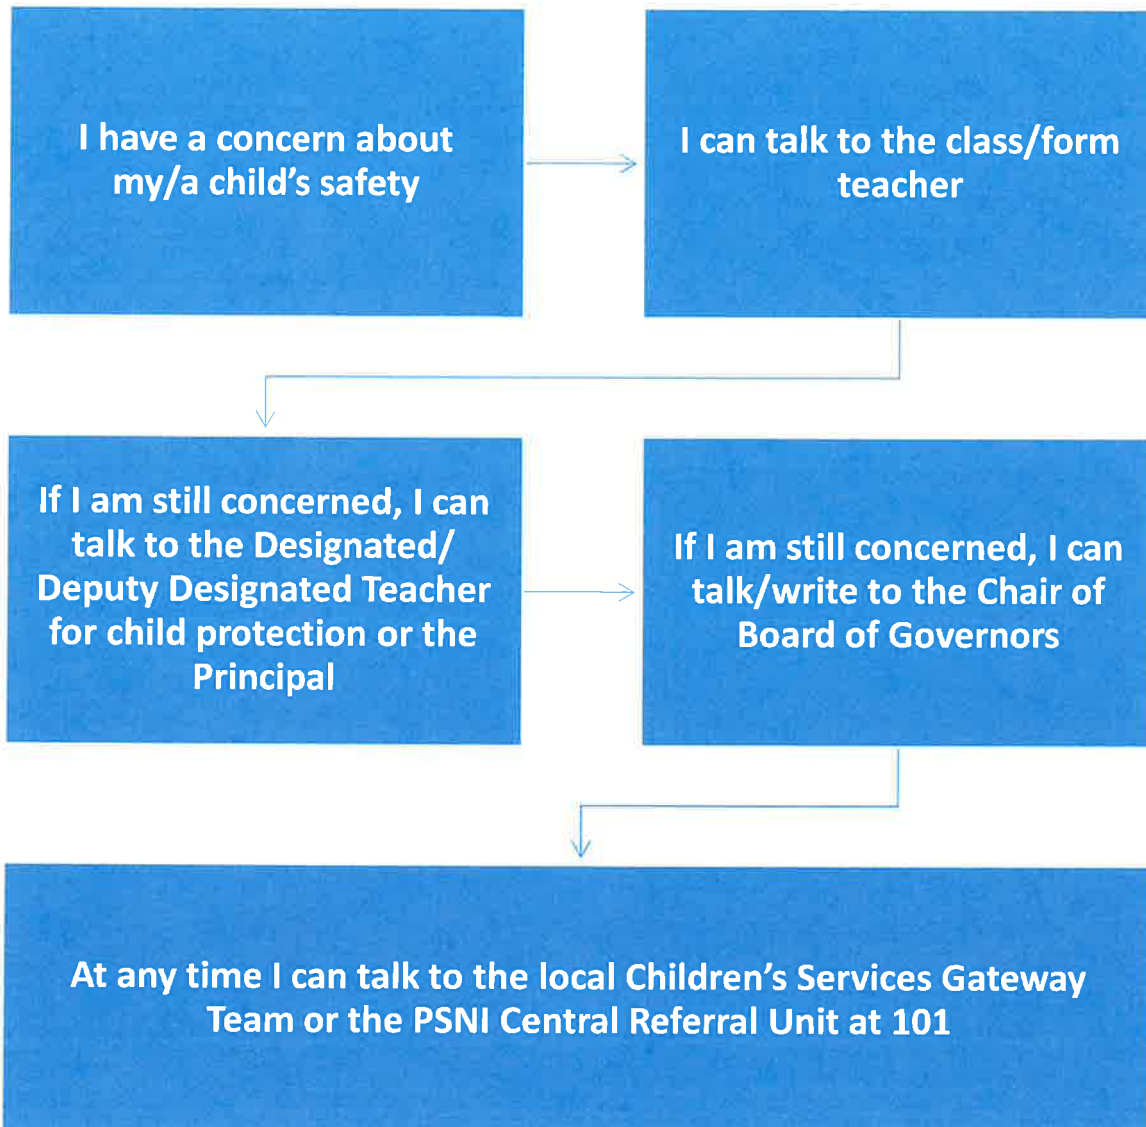 I have a concern about
my/a child's safety
I can talk to the class/form
teacher
If I am still concerned, I can
talk to the Designated/
Deputy Designated Teacher
for child protection or the
Principal
If I am still concerned, I can
talk/write to the Chair of
Board of Governors
At any time I can talk to the local Children's Services Gateway
Team or the PSNI Central Referral Unit at 101